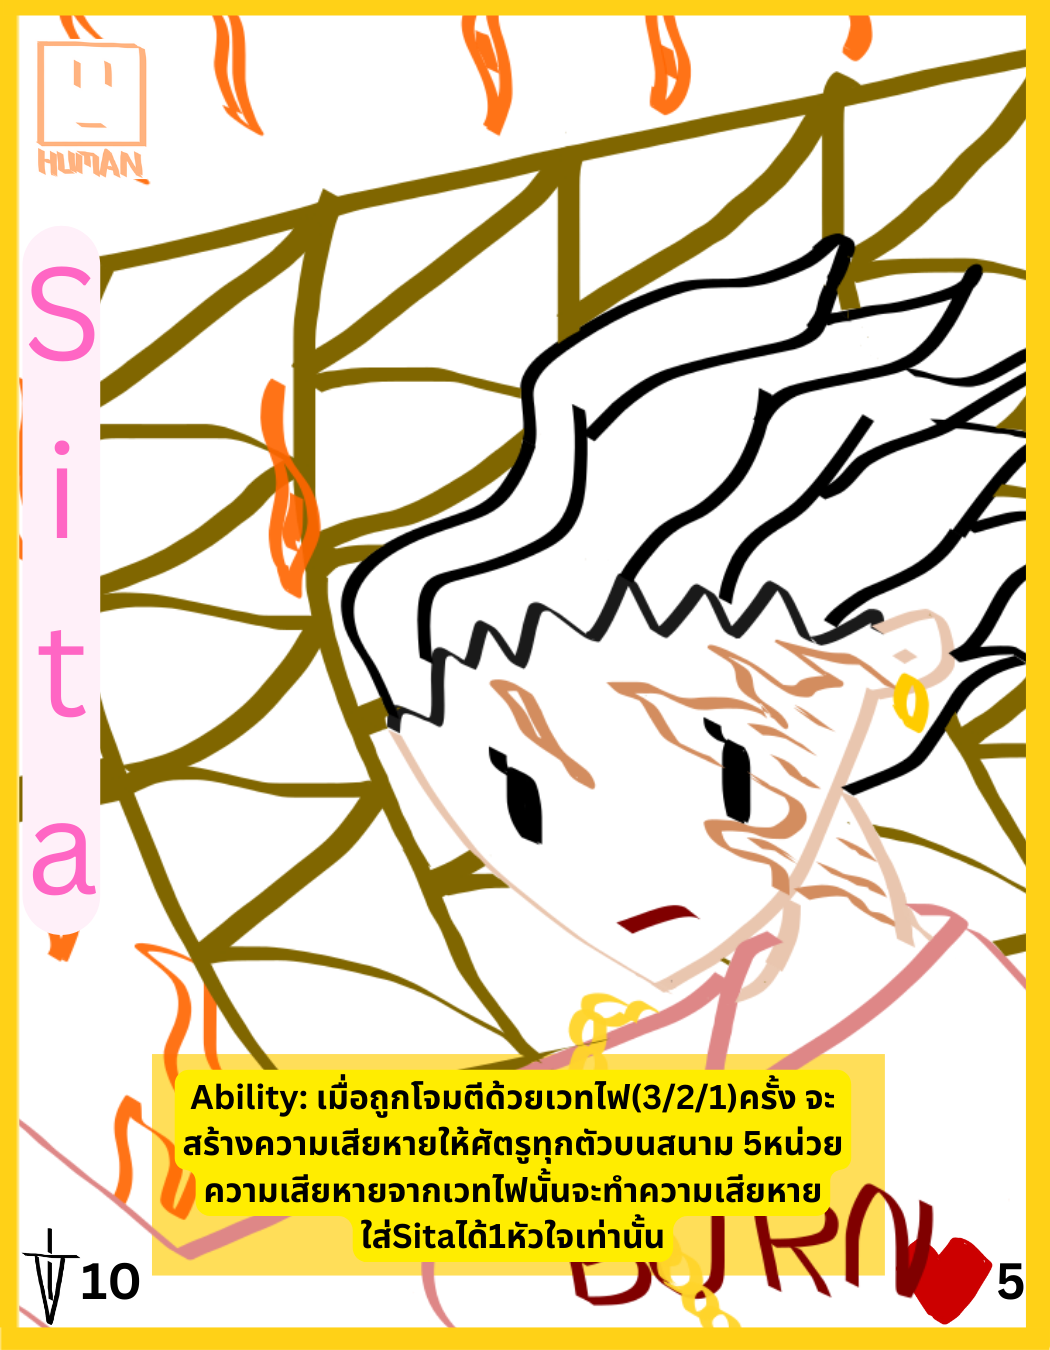 HUMAN
Sita
Ability: เมื่อถูกโจมตีด้วยเวทไฟ(3/2/1)ครั้ง จะ
สร้างความเสียหายให้ศัตรูทุกตัวบนสนาม 5หน่วย
ความเสียหายจากเวทไฟนั้นจะทำความเสียหาย
ใส่Sitaได้1หัวใจเท่านั้น
BURN
10
5